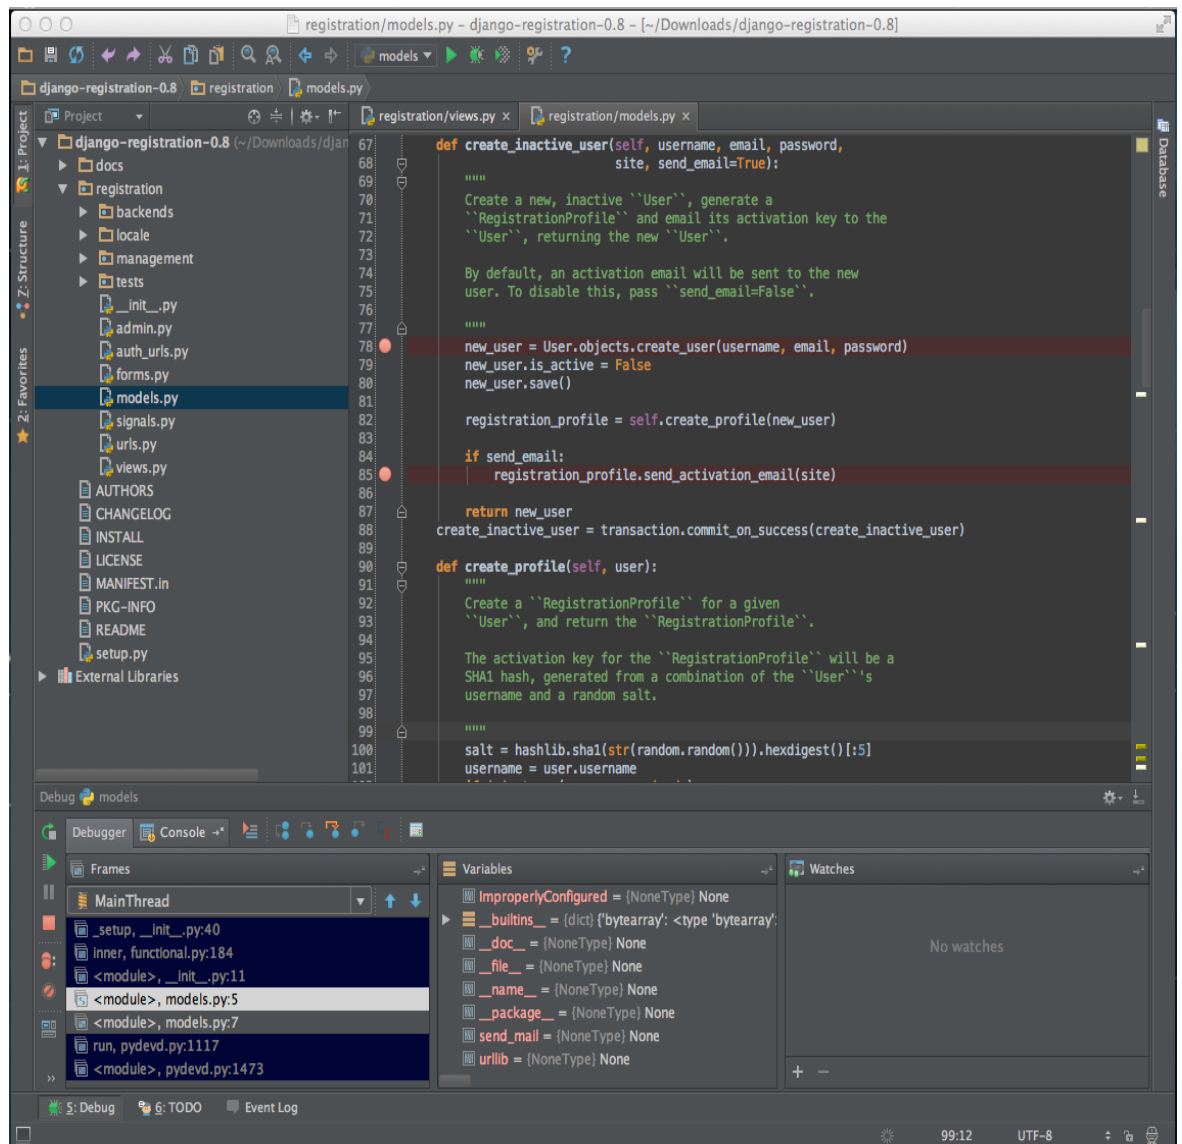 registration/models.py – django-registration-0.8 – [~/Downloads/django-registration-0.8]
models
django-registration-0.8 registration models.py
1: Project
Z: Structure
2: Favorites
Project
django-registration-0.8 (~/Downloads/djan
docs
registration
backends
locale
management
tests
__init__.py
admin.py
auth_urls.py
forms.py
models.py
signals.py
urls.py
views.py
AUTHORS
CHANGELOG
INSTALL
LICENSE
MANIFEST.in
PKG-INFO
README
setup.py
External Libraries
registration/views.py × registration/models.py ×
67 def create_inactive_user(self, username, email, password,
68 site, send_email=True):
69 """
70 Create a new, inactive ``User``, generate a
71 ``RegistrationProfile`` and email its activation key to the
72 ``User``, returning the new ``User``.
73
74 By default, an activation email will be sent to the new
75 user. To disable this, pass ``send_email=False``.
76
77 """
78 new_user = User.objects.create_user(username, email, password)
79 new_user.is_active = False
80 new_user.save()
81
82 registration_profile = self.create_profile(new_user)
83
84 if send_email:
85 registration_profile.send_activation_email(site)
86
87 return new_user
88 create_inactive_user = transaction.commit_on_success(create_inactive_user)
89
90 def create_profile(self, user):
91 """
92 Create a ``RegistrationProfile`` for a given
93 ``User``, and return the ``RegistrationProfile``.
94
95 The activation key for the ``RegistrationProfile`` will be a
96 SHA1 hash, generated from a combination of the ``User``'s
97 username and a random salt.
98
99 """
100 salt = hashlib.sha1(str(random.random())).hexdigest()[:5]
101 username = user.username
Database
Debug models
Debugger Console
Frames
MainThread
_setup, __init__.py:40
inner, functional.py:184
<module>, __init__.py:11
<module>, models.py:5
<module>, models.py:7
run, pydevd.py:1117
<module>, pydevd.py:1473
Variables
ImproperlyConfigured = {NoneType} None
__builtins__ = {dict} {'bytearray': <type 'bytearray':
__doc__ = {NoneType} None
__file__ = {NoneType} None
__name__ = {NoneType} None
__package__ = {NoneType} None
send_mail = {NoneType} None
urllib = {NoneType} None
Watches
No watches
5: Debug 6: TODO Event Log
99:12 UTF-8